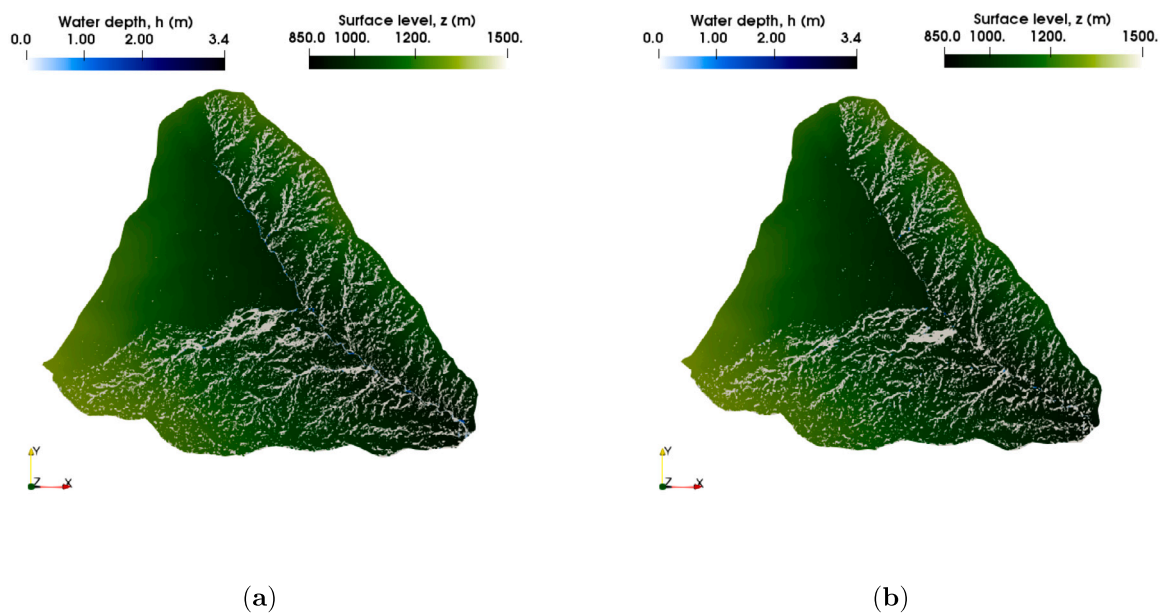 Water depth, h (m)
0.0 1.00 2.00 3.4
Surface level, z (m)
850.0 1000. 1200. 1500.
Water depth, h (m)
0.0 1.00 2.00 3.4
Surface level, z (m)
850.0 1000. 1200. 1500.
Y
Z X
Y
Z X
(a)
(b)